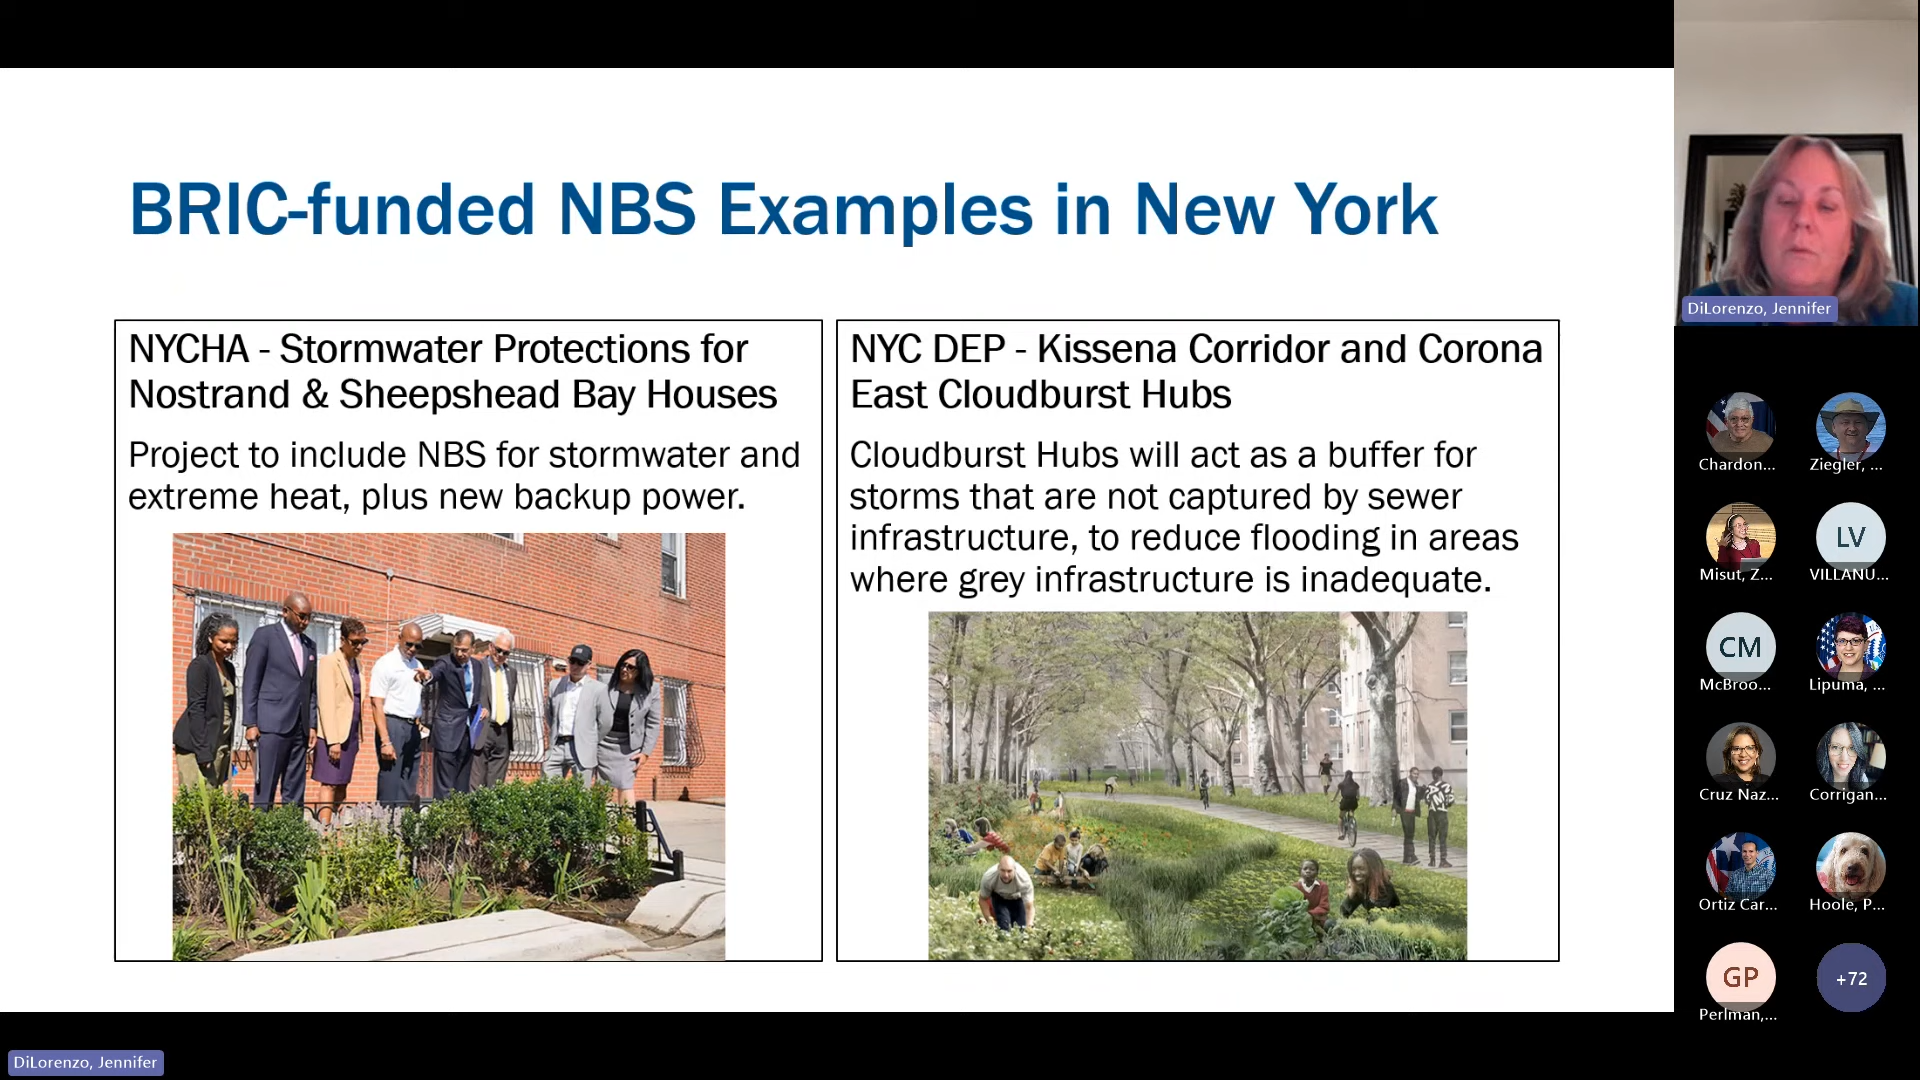 BRIC-funded NBS Examples in New York
NYCHA - Stormwater Protections for
Nostrand & Sheepshead Bay Houses
Project to include NBS for stormwater and
extreme heat, plus new backup power.
NYC DEP - Kissena Corridor and Corona
East Cloudburst Hubs
Cloudburst Hubs will act as a buffer for
storms that are not captured by sewer
infrastructure, to reduce flooding in areas
where grey infrastructure is inadequate.
DiLorenzo, Jennifer
Chardon...
Ziegler, ...
Misut, Z...
LV
VILLANU...
CM
McBroo...
Lipuma, ...
Cruz Naz...
Corrigan...
Ortiz Car...
Hoole, P...
GP
Perlman,...
+72
DiLorenzo, Jennifer